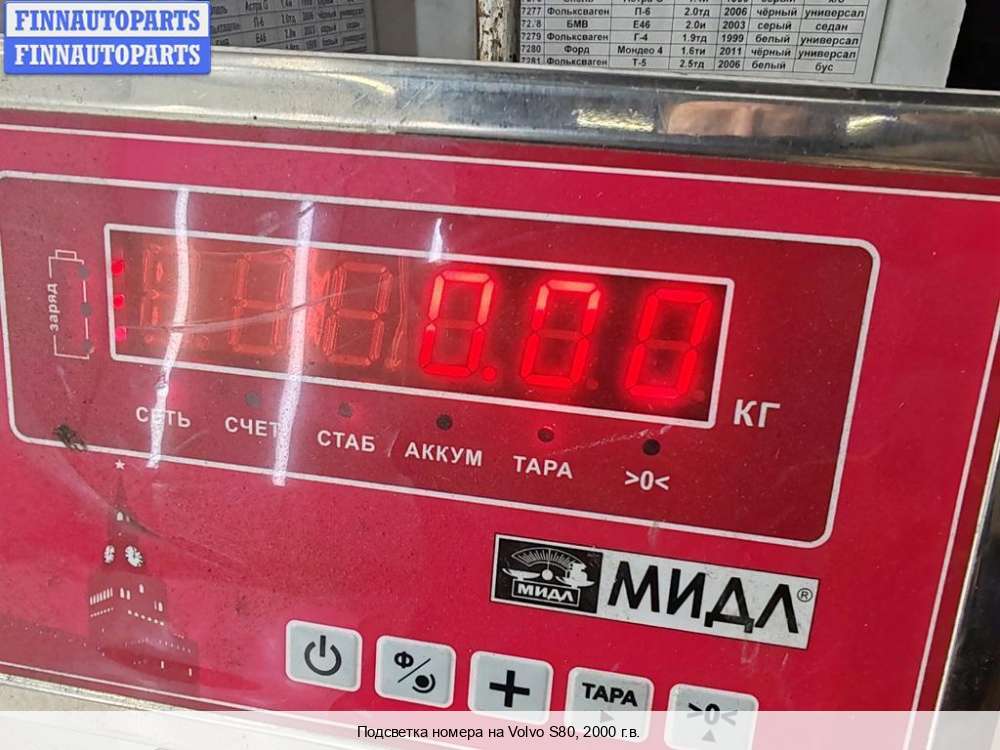 FINNAUTOPARTS
FINNAUTOPARTS
7277 Фольксваген П-6 2.0тд 2006 чёрный универсал
БМВ Е46 2.0и 2003 серый седан
7279 Фольксваген Г-4 1.9тд 1999 белый универсал
7280 Форд Мондео 4 1.6ти 2011 чёрный универсал
7281 Фольксваген Т-5 2.5тд 2006 белый бус
заряд
0.00
КГ
СЕТЬ СЧЕТ СТАБ АККУМ ТАРА >0<
МИДЛ МИДЛ®
Ф + ТАРА >0<
Подсветка номера на Volvo S80, 2000 г.в.